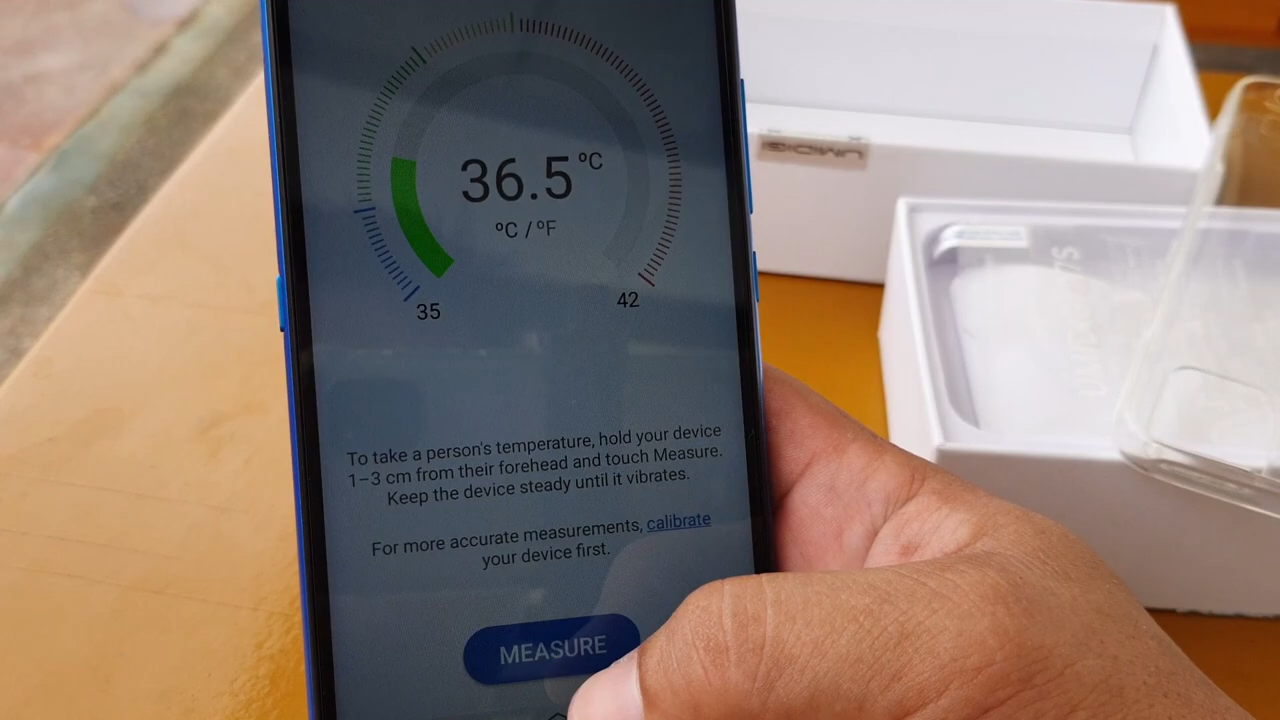 36.5 °C
°C / °F
35
42
To take a person's temperature, hold your device
1–3 cm from their forehead and touch Measure.
Keep the device steady until it vibrates.
For more accurate measurements, calibrate
your device first.
MEASURE
UMIDIGI